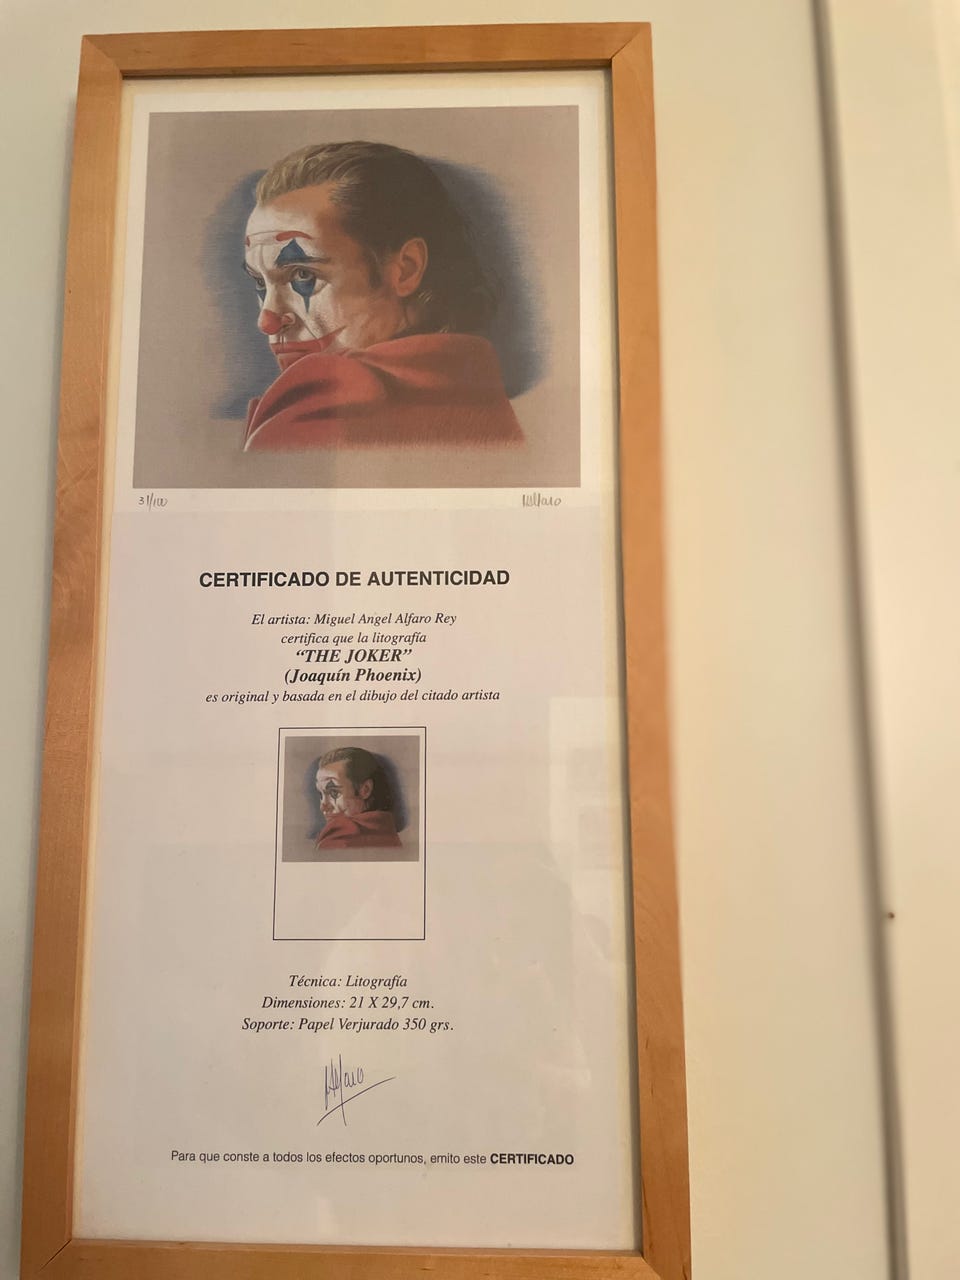 31/100
Alfaro
CERTIFICADO DE AUTENTICIDAD
El artista: Miguel Angel Alfaro Rey
certifica que la litografía
“THE JOKER”
(Joaquín Phoenix)
es original y basada en el dibujo del citado artista
Técnica: Litografía
Dimensiones: 21 X 29,7 cm.
Soporte: Papel Verjurado 350 grs.
Alfaro
Para que conste a todos los efectos oportunos, emito este CERTIFICADO